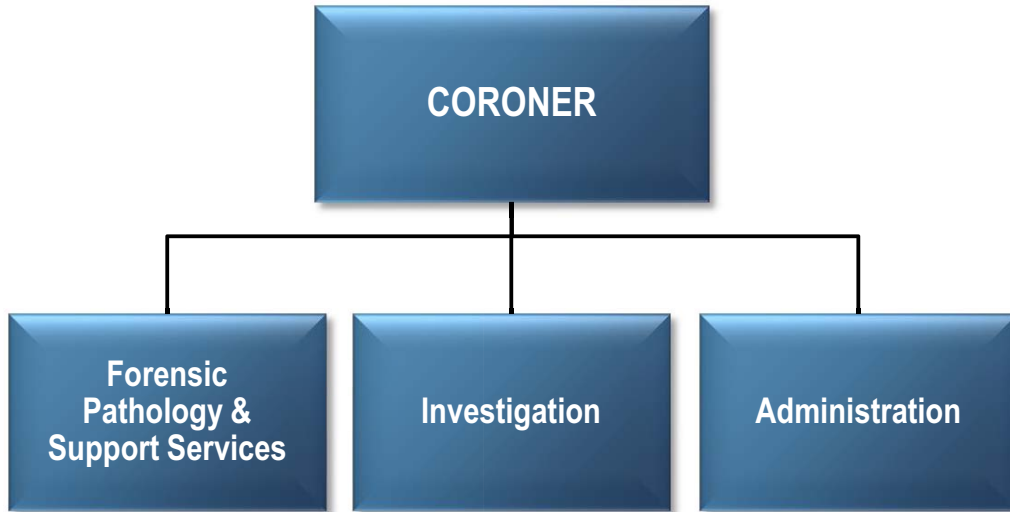 CORONER
Forensic
Pathology &
Support Services
Investigation
Administration